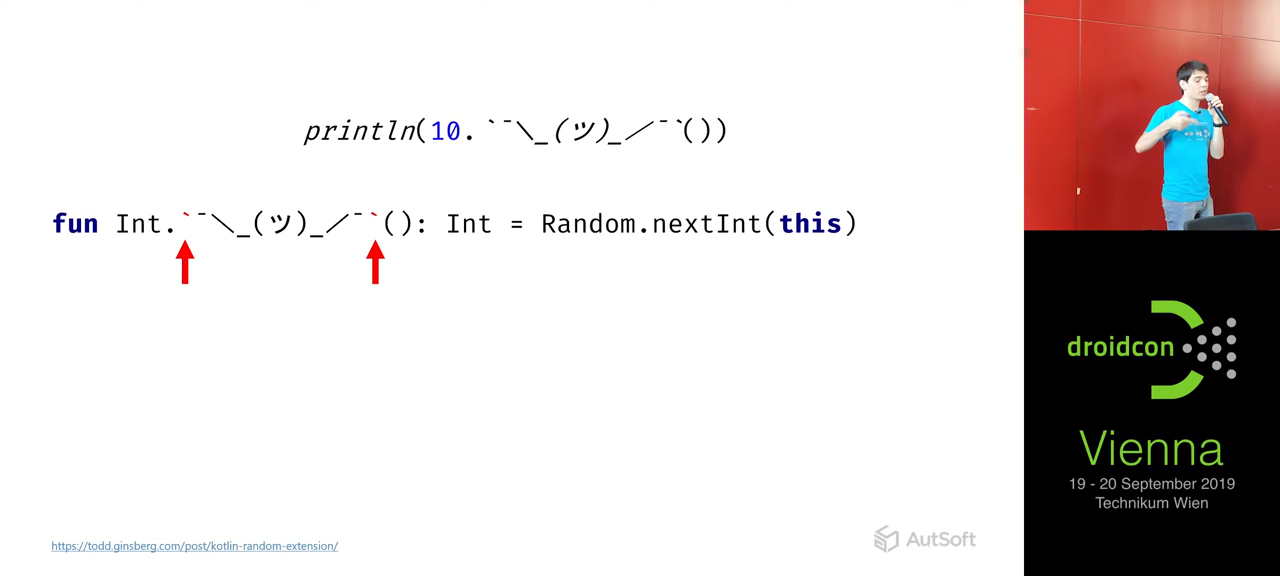 println(10.`¯＼_(ツ)_／¯`())
fun Int.`¯＼_(ツ)_／¯`(): Int = Random.nextInt(this)
https://todd.ginsberg.com/post/kotlin-random-extension/
AutSoft
droidcon
Vienna
19 - 20 September 2019
Technikum Wien